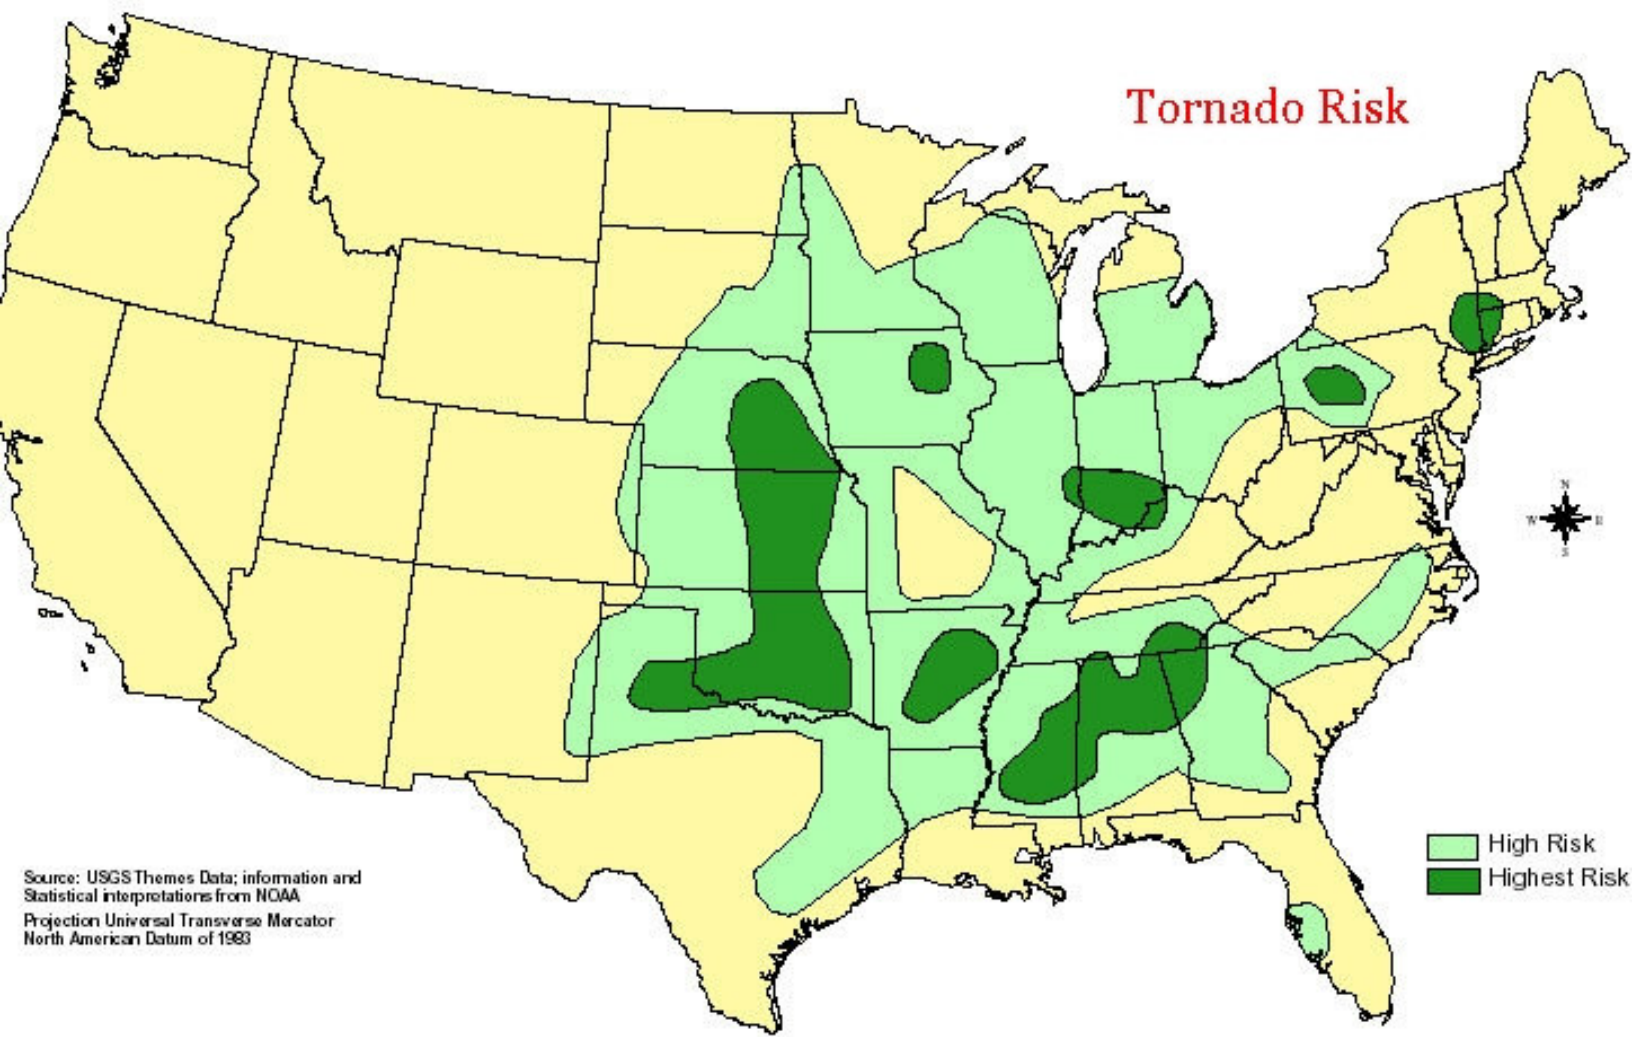 Tornado Risk
N
W
E
S
High Risk
Highest Risk
Source: USGS Themes Data; information and
Statistical interpretations from NOAA
Projection Universal Transverse Mercator
North American Datum of 1983